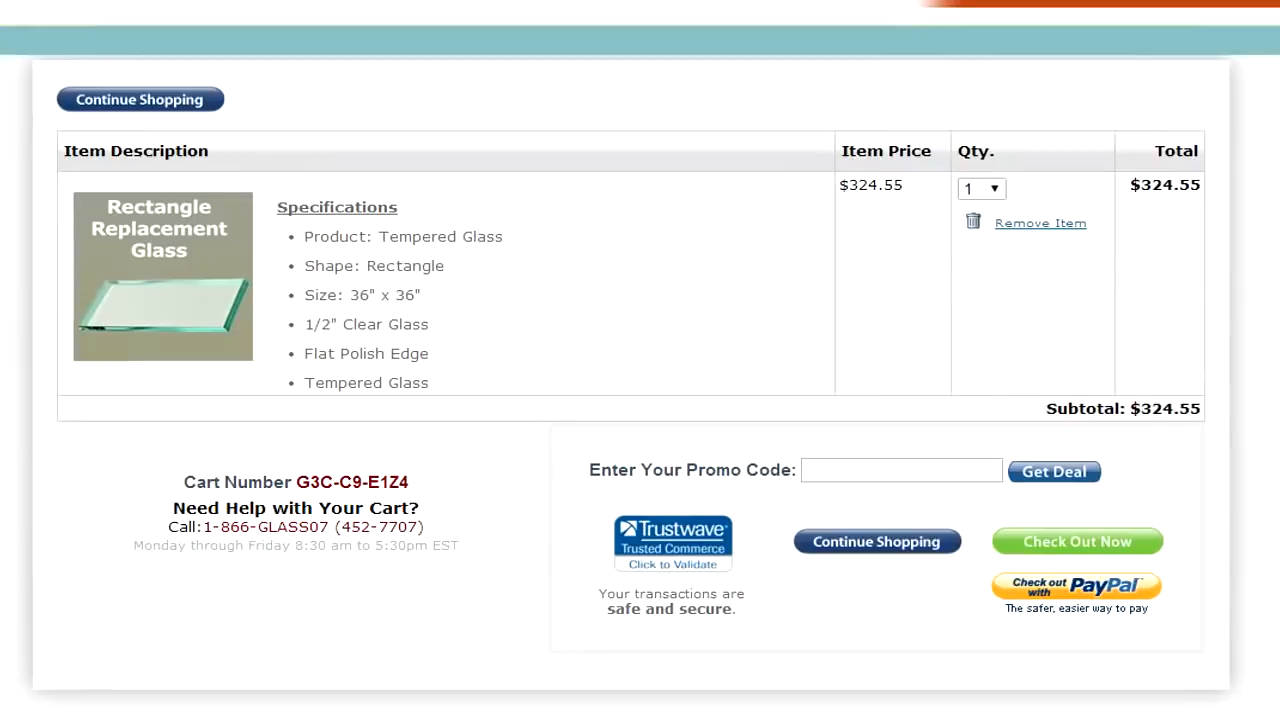 Continue Shopping
Item Description
Item Price
Qty.
Total
Rectangle
Replacement
Glass
Specifications
• Product: Tempered Glass
• Shape: Rectangle
• Size: 36" x 36"
• 1/2" Clear Glass
• Flat Polish Edge
• Tempered Glass
$324.55
1
Remove Item
$324.55
Subtotal: $324.55
Cart Number G3C-C9-E1Z4
Need Help with Your Cart?
Call:1-866-GLASS07 (452-7707)
Monday through Friday 8:30 am to 5:30pm EST
Enter Your Promo Code:
Get Deal
Trustwave®
Trusted Commerce
Click to Validate
Your transactions are
safe and secure.
Continue Shopping
Check Out Now
Check out with PayPal™
The safer, easier way to pay